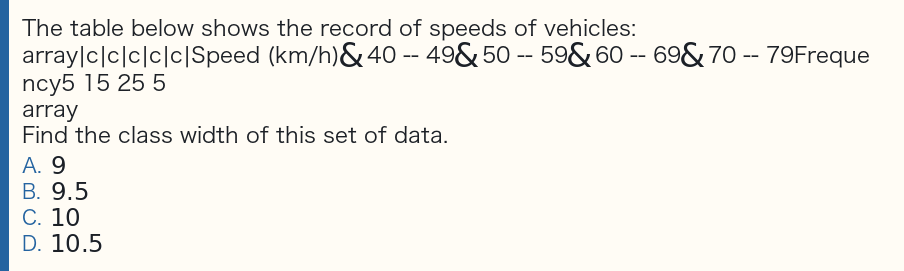 The table below shows the record of speeds of vehicles:
array|c|c|c|c|c|Speed (km/h)& 40 -- 49& 50 -- 59& 60 -- 69& 70 -- 79Freque
ncy5 15 25 5
array
Find the class width of this set of data.
A. 9
B. 9.5
C. 10
D. 10.5